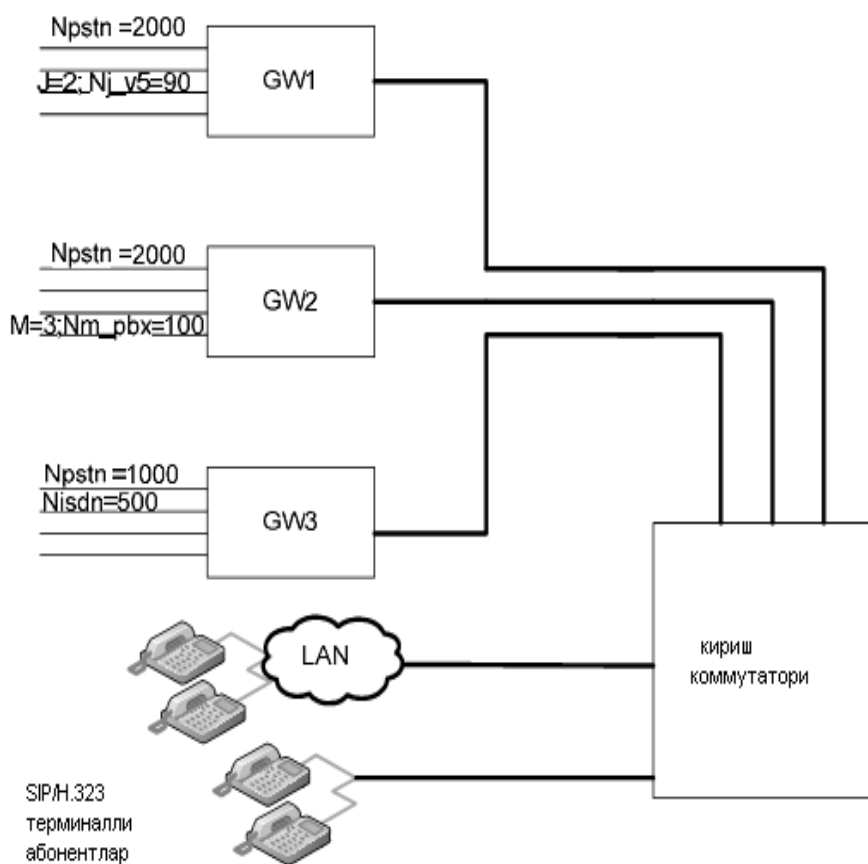 Npstn =2000
J=2; Nj_v5=90
GW1
Npstn =2000
M=3;Nm_pbx=100
GW2
Npstn =1000
Nisdn=500
GW3
LAN
кириш
коммутатори
SIP/H.323
терминалли
абонентлар